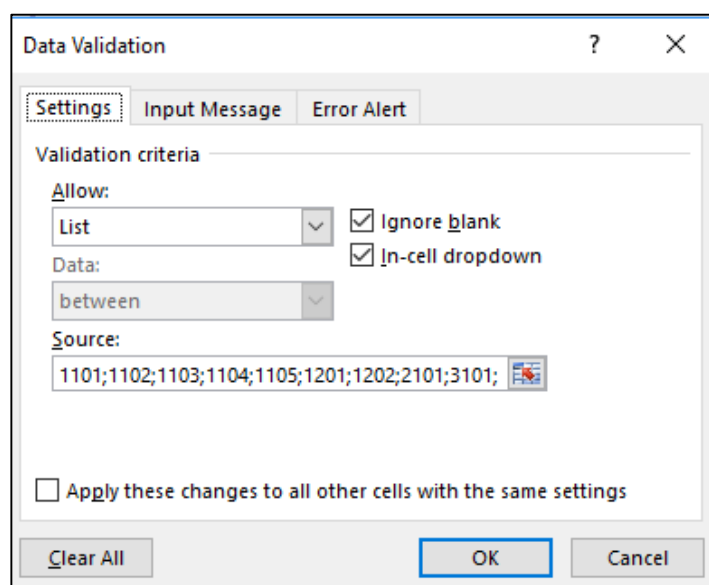 Data Validation ?
Settings Input Message Error Alert
Validation criteria
Allow:
List
Ignore blank
In-cell dropdown
Data:
between
Source:
1101;1102;1103;1104;1105;1201;1202;2101;3101;
Apply these changes to all other cells with the same settings
Clear All OK Cancel